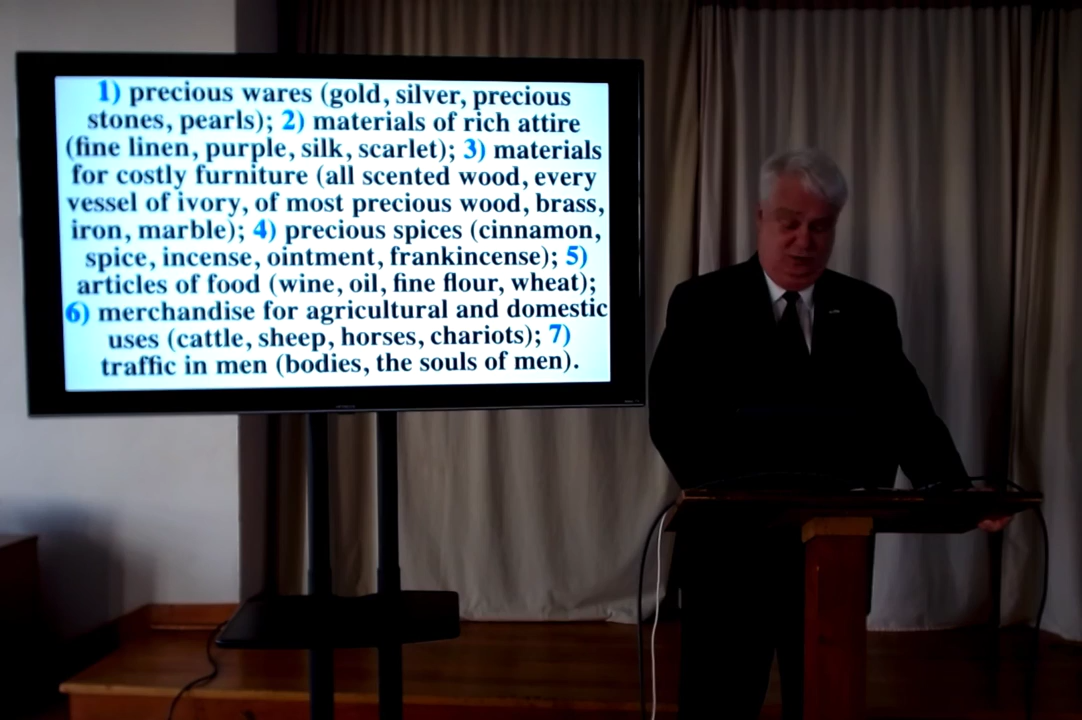 1) precious wares (gold, silver, precious
stones, pearls); 2) materials of rich attire
(fine linen, purple, silk, scarlet); 3) materials
for costly furniture (all scented wood, every
vessel of ivory, of most precious wood, brass,
iron, marble); 4) precious spices (cinnamon,
spice, incense, ointment, frankincense); 5)
articles of food (wine, oil, fine flour, wheat);
6) merchandise for agricultural and domestic
uses (cattle, sheep, horses, chariots); 7)
traffic in men (bodies, the souls of men).